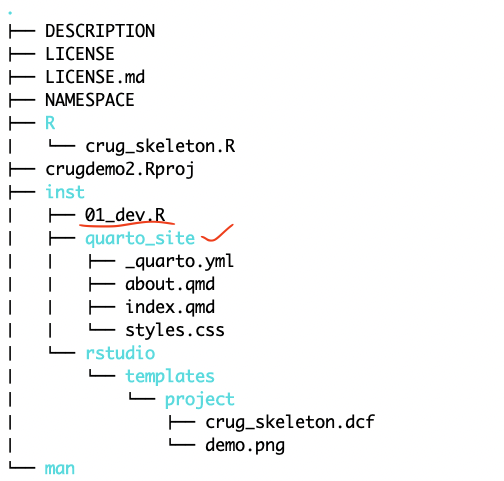 .
├── DESCRIPTION
├── LICENSE
├── LICENSE.md
├── NAMESPACE
├── R
│   └── crug_skeleton.R
├── crugdemo2.Rproj
├── inst
│   ├── 01_dev.R
│   ├── quarto_site
│   │   ├── _quarto.yml
│   │   ├── about.qmd
│   │   ├── index.qmd
│   │   └── styles.css
│   └── rstudio
│       └── templates
│           └── project
│               ├── crug_skeleton.dcf
│               └── demo.png
└── man